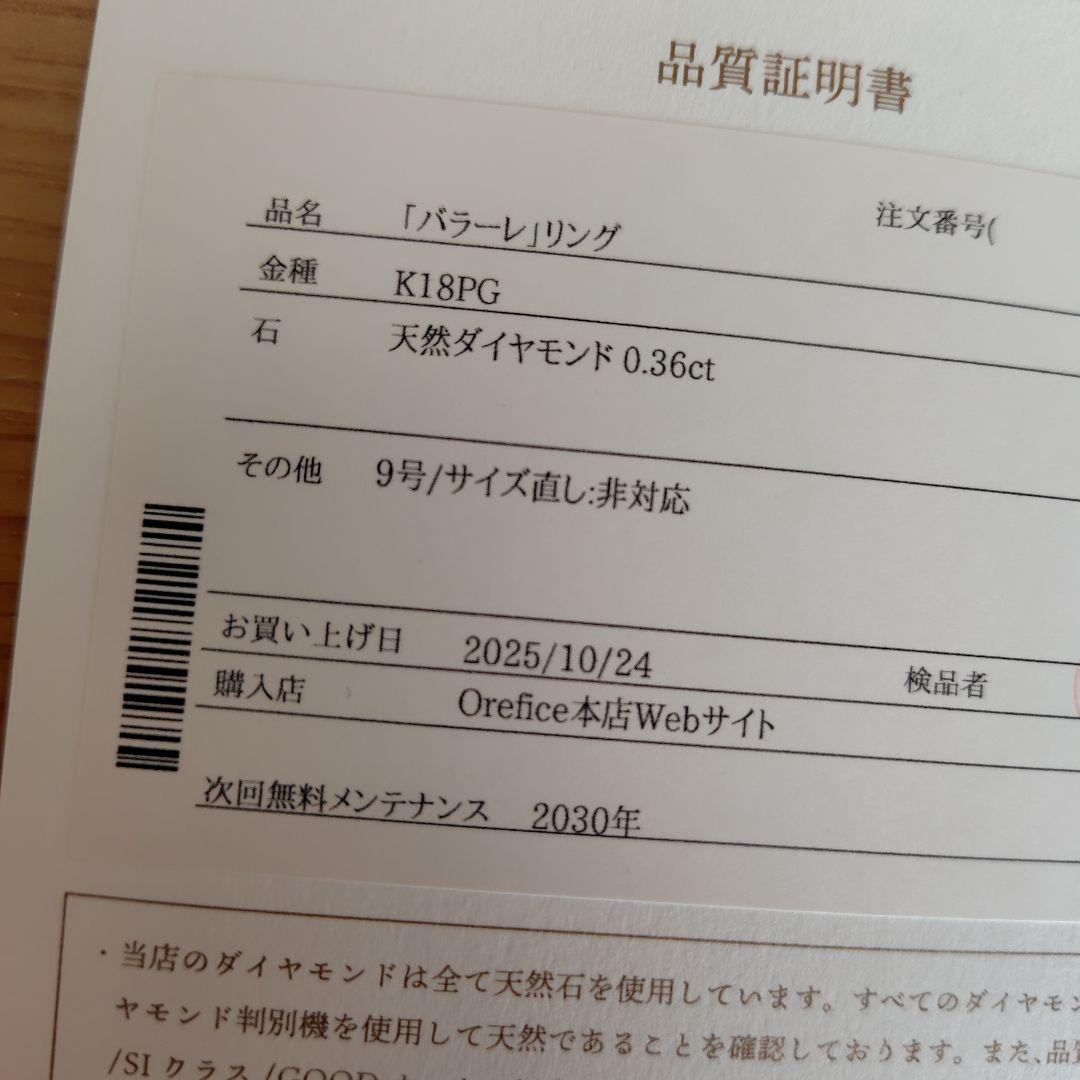 品質証明書
品名 「バラーレ」リング 注文番号(
金種 K18PG
石 天然ダイヤモンド 0.36ct
その他 9号/サイズ直し:非対応
お買い上げ日 2025/10/24 検品者
購入店 Orefice本店Webサイト
次回無料メンテナンス 2030年
・当店のダイヤモンドは全て天然石を使用しています。すべてのダイヤモン
ヤモンド判別機を使用して天然であることを確認しております。また、品質
/SIクラス/GOOD